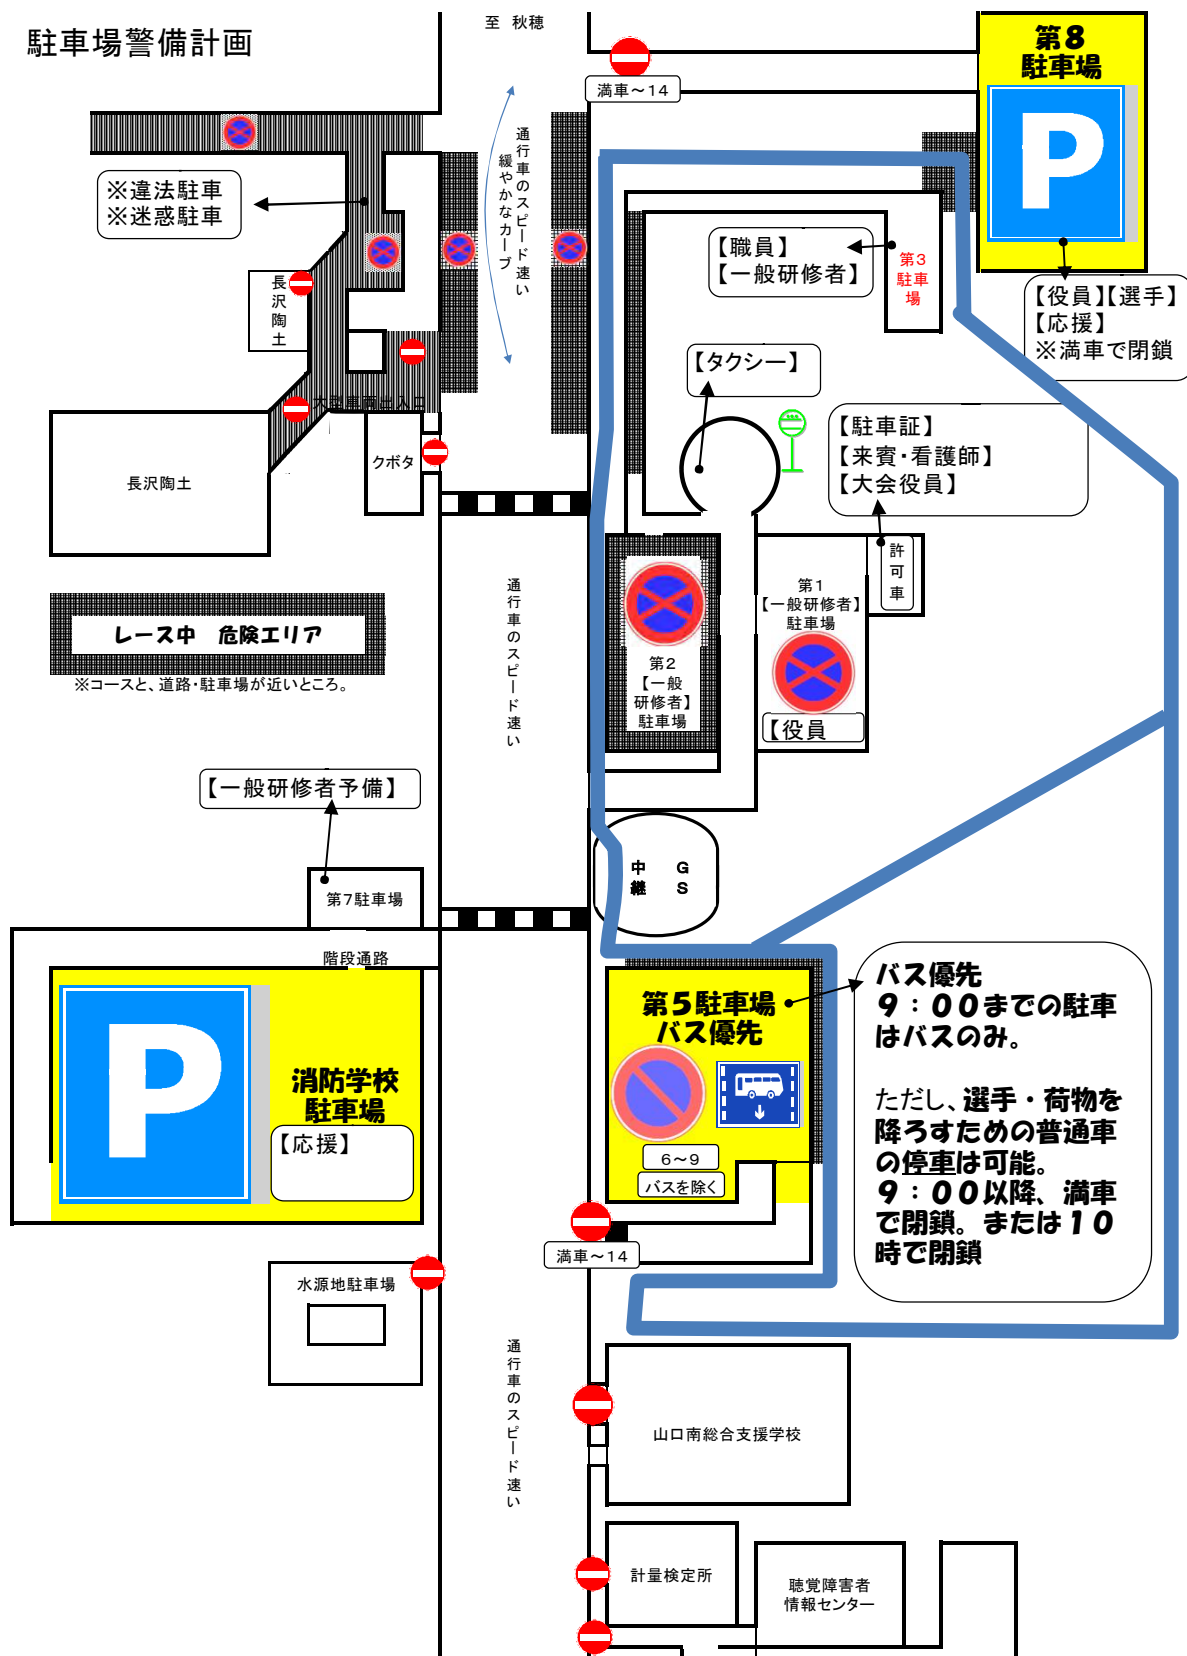 至 秋穂
駐車場警備計画
第8
駐車場
P
満車～14
通行車のスピード速い
緩やかなカーブ
※違法駐車
※迷惑駐車
【職員】
【一般研修者】
第3
駐車
場
【役員】【選手】
【応援】
※満車で閉鎖
長沢陶土
【タクシー】
大型車両出入口
【駐車証】
【来賓・看護師】
【大会役員】
クボタ
長沢陶土
許可車
第1
【一般研修者】
駐車場
【役員
通行車のスピード速い
レース中 危険エリア
※コースと、道路・駐車場が近いところ。
第2
【一般
研修者】
駐車場
【一般研修者予備】
中 G
継 S
第7駐車場
階段通路
P
消防学校
駐車場
【応援】
第5駐車場
バス優先
6～9
バスを除く
バス優先
9：00までの駐車
はバスのみ。
ただし、選手・荷物を
降ろすための普通車
の停車は可能。
9：00以降、満車
で閉鎖。または10
時で閉鎖
満車～14
水源地駐車場
通行車のスピード速い
山口南総合支援学校
計量検定所
聴覚障害者
情報センター